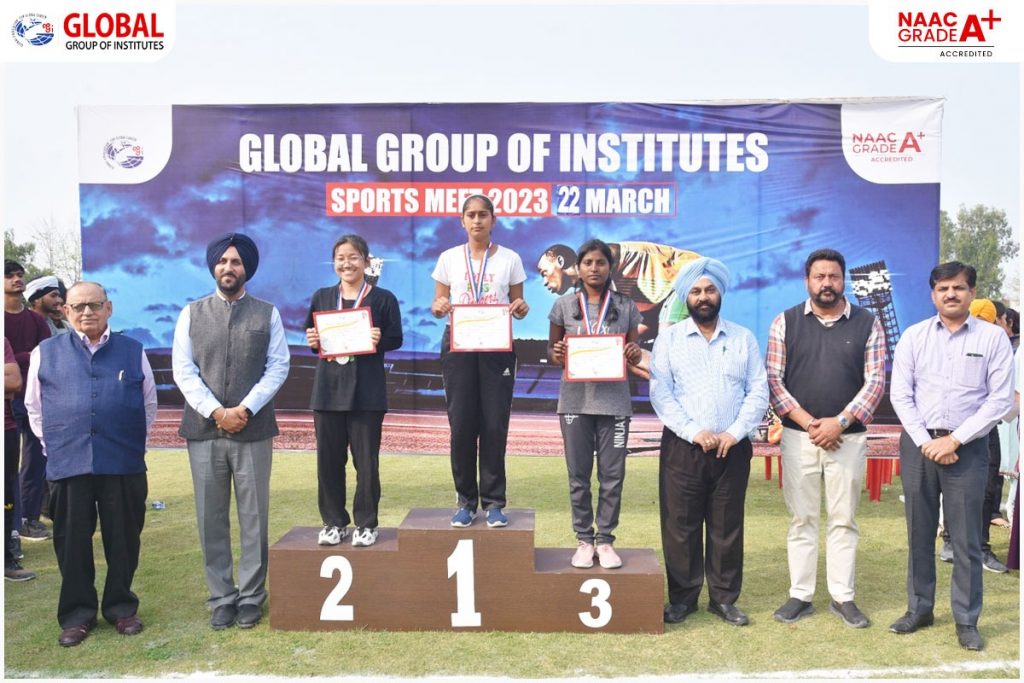 GLOBAL
GROUP OF INSTITUTES
NAAC
GRADE A+
ACCREDITED
GLOBAL GROUP OF INSTITUTES
SPORTS MEET 2023 22 MARCH
NAAC
GRADE A+
ACCREDITED
NINJA
2
1
3